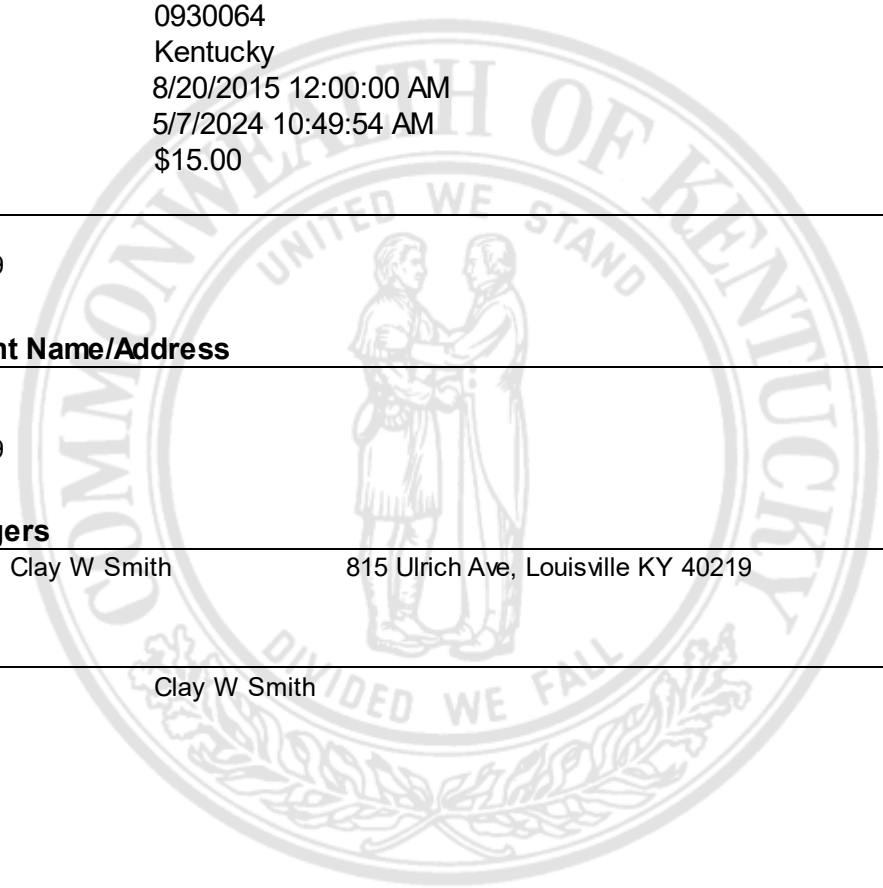 0930064
Kentucky
8/20/2015 12:00:00 AM
5/7/2024 10:49:54 AM
$15.00
9
nt Name/Address
9
gers
Clay W Smith 815 Ulrich Ave, Louisville KY 40219
Clay W Smith
COMMONWEALTH OF KENTUCKY
UNITED WE STAND
DIVIDED WE FALL